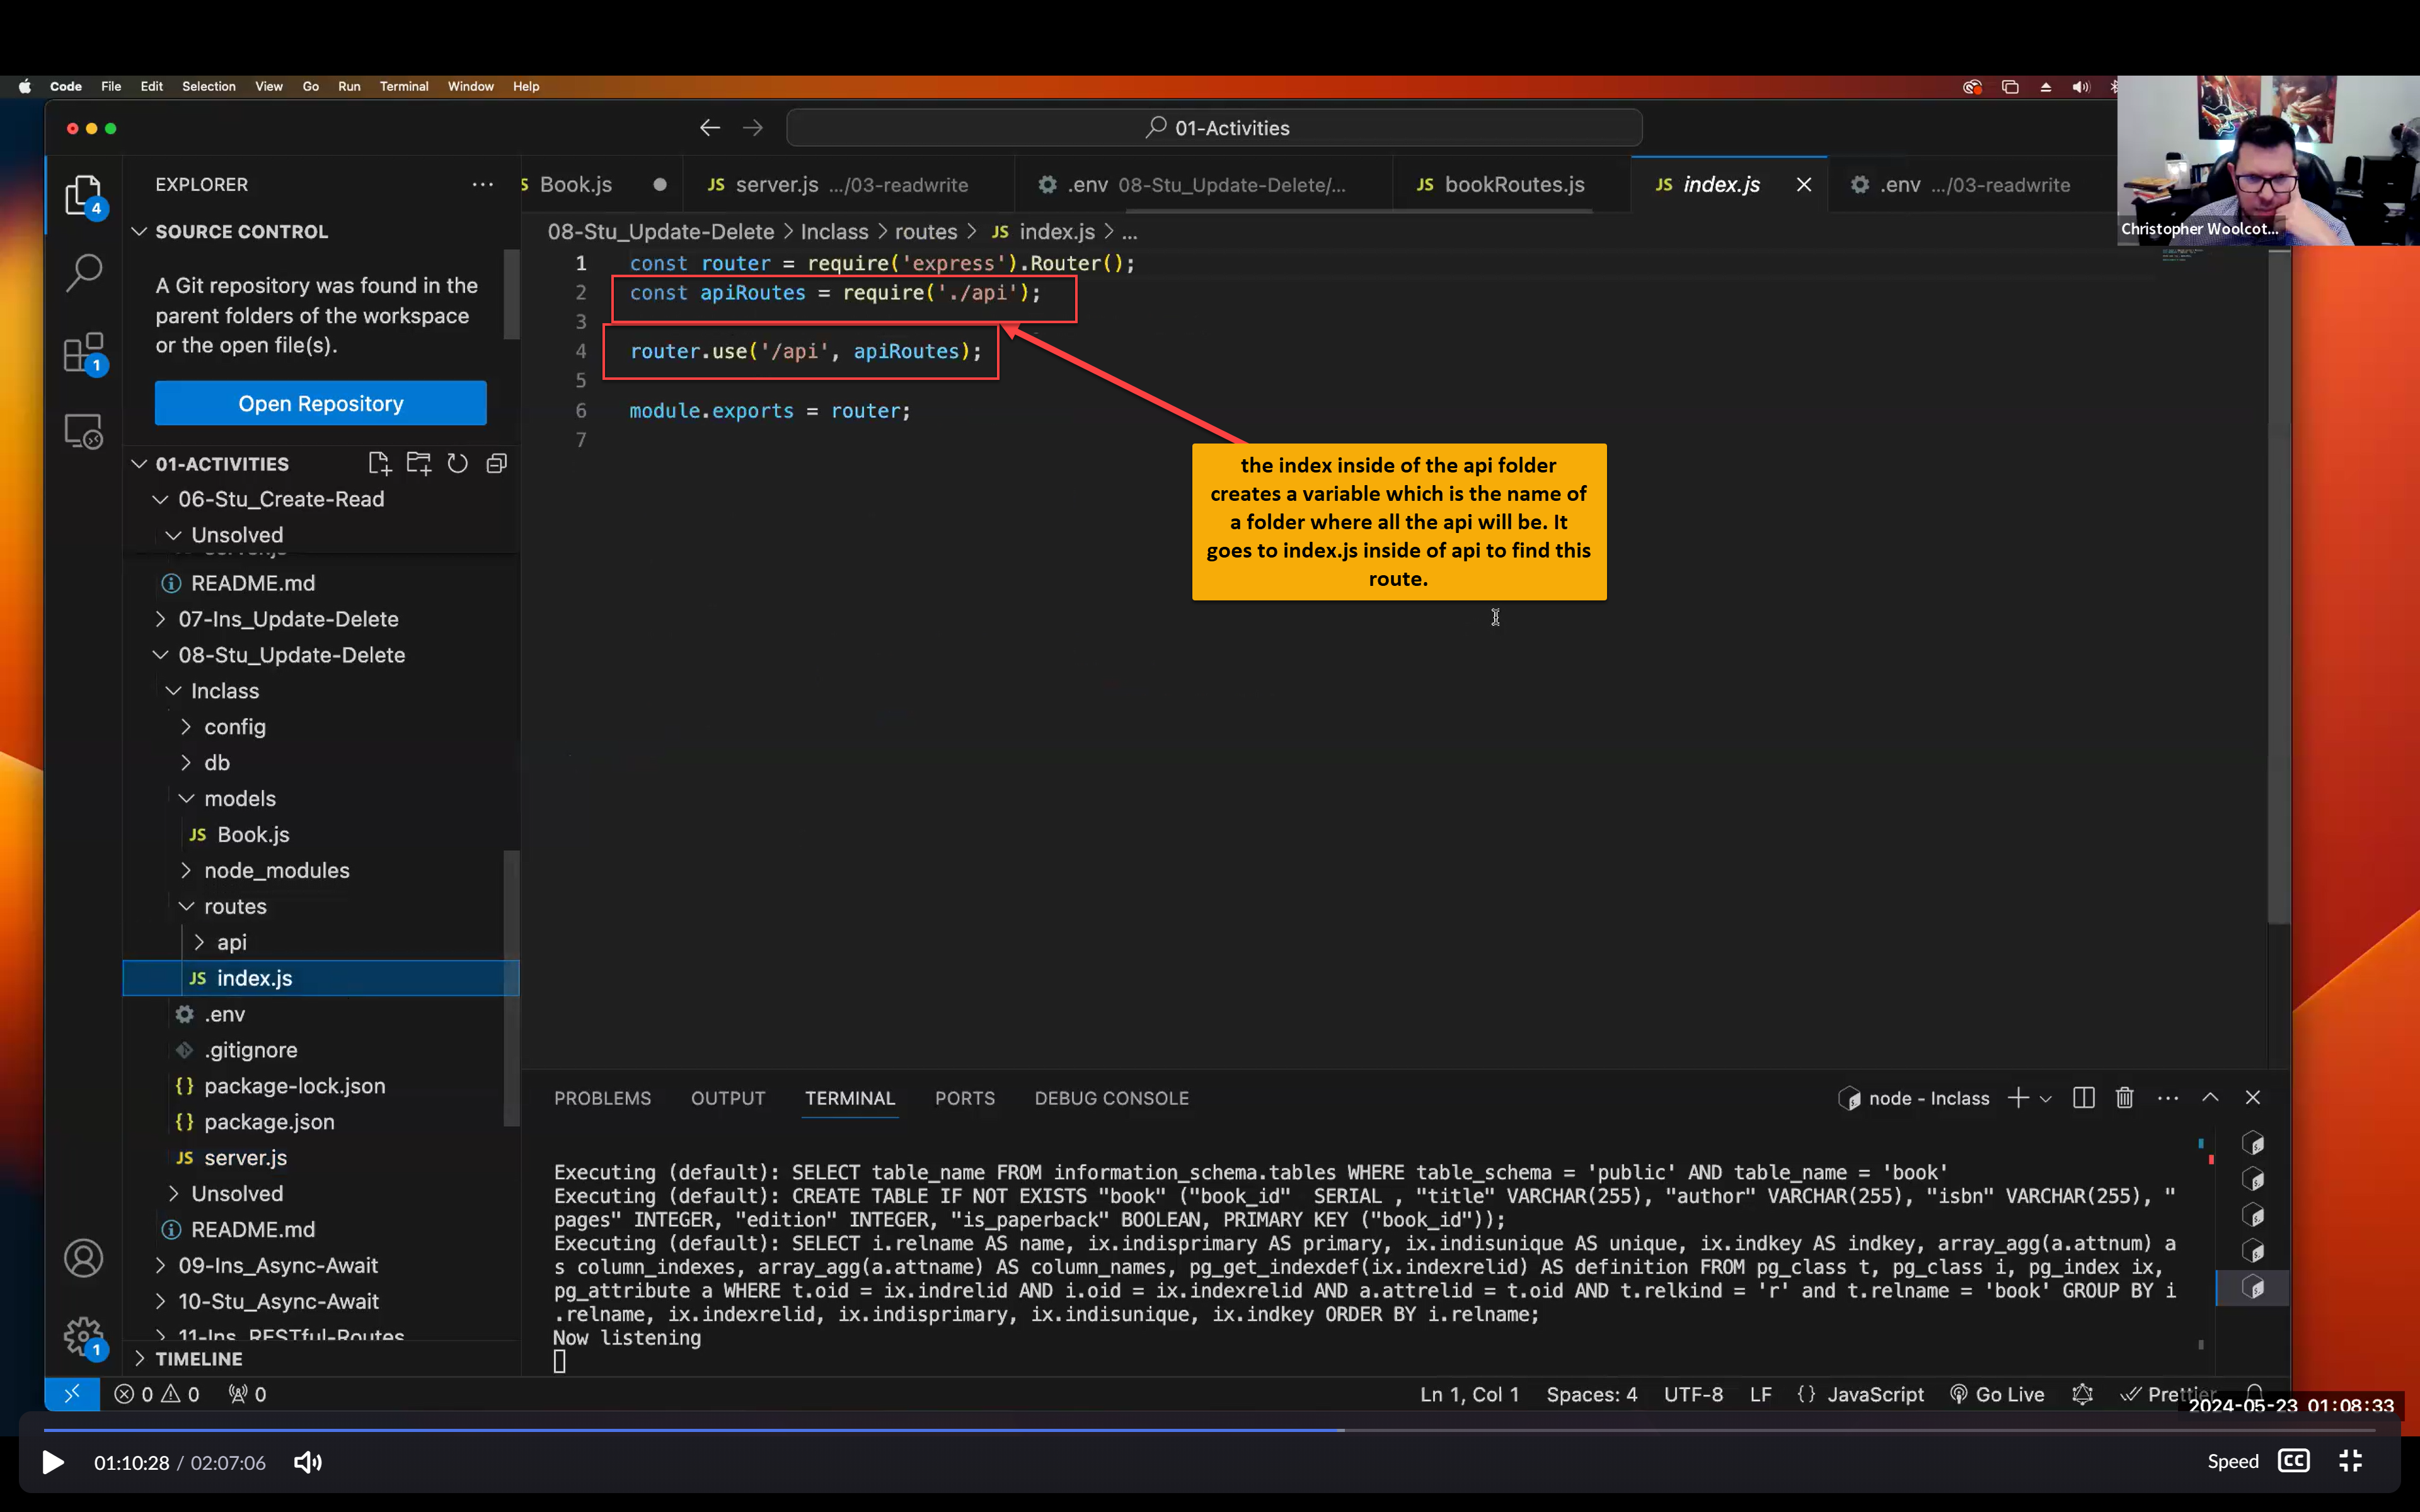 Code File Edit Selection View Go Run Terminal Window Help
01-Activities
Christopher Woolcot...
EXPLORER
SOURCE CONTROL
A Git repository was found in the
parent folders of the workspace
or the open file(s).
Open Repository
01-ACTIVITIES
06-Stu_Create-Read
Unsolved
README.md
07-Ins_Update-Delete
08-Stu_Update-Delete
Inclass
config
db
models
JS Book.js
node_modules
routes
api
JS index.js
.env
.gitignore
{} package-lock.json
{} package.json
JS server.js
Unsolved
README.md
09-Ins_Async-Await
10-Stu_Async-Await
11-Ins_RESTful-Routes
TIMELINE
4
1
1
S Book.js JS server.js .../03-readwrite .env 08-Stu_Update-Delete/... JS bookRoutes.js JS index.js .env .../03-readwrite
08-Stu_Update-Delete > Inclass > routes > JS index.js > ...
1 const router = require('express').Router();
2 const apiRoutes = require('./api');
3
4 router.use('/api', apiRoutes);
5
6 module.exports = router;
7
the index inside of the api folder
creates a variable which is the name of
a folder where all the api will be. It
goes to index.js inside of api to find this
route.
PROBLEMS OUTPUT TERMINAL PORTS DEBUG CONSOLE
node - Inclass
Executing (default): SELECT table_name FROM information_schema.tables WHERE table_schema = 'public' AND table_name = 'book'
Executing (default): CREATE TABLE IF NOT EXISTS "book" ("book_id"  SERIAL , "title" VARCHAR(255), "author" VARCHAR(255), "isbn" VARCHAR(255), "
pages" INTEGER, "edition" INTEGER, "is_paperback" BOOLEAN, PRIMARY KEY ("book_id"));
Executing (default): SELECT i.relname AS name, ix.indisprimary AS primary, ix.indisunique AS unique, ix.indkey AS indkey, array_agg(a.attnum) a
s column_indexes, array_agg(a.attname) AS column_names, pg_get_indexdef(ix.indexrelid) AS definition FROM pg_class t, pg_class i, pg_index ix,
pg_attribute a WHERE t.oid = ix.indrelid AND i.oid = ix.indexrelid AND a.attrelid = t.oid AND t.relkind = 'r' and t.relname = 'book' GROUP BY i
.relname, ix.indexrelid, ix.indisprimary, ix.indisunique, ix.indkey ORDER BY i.relname;
Now listening
0 0 0
Ln 1, Col 1 Spaces: 4 UTF-8 LF {} JavaScript Go Live Prettier
2024-05-23 01:08:33
01:10:28 / 02:07:06
Speed CC